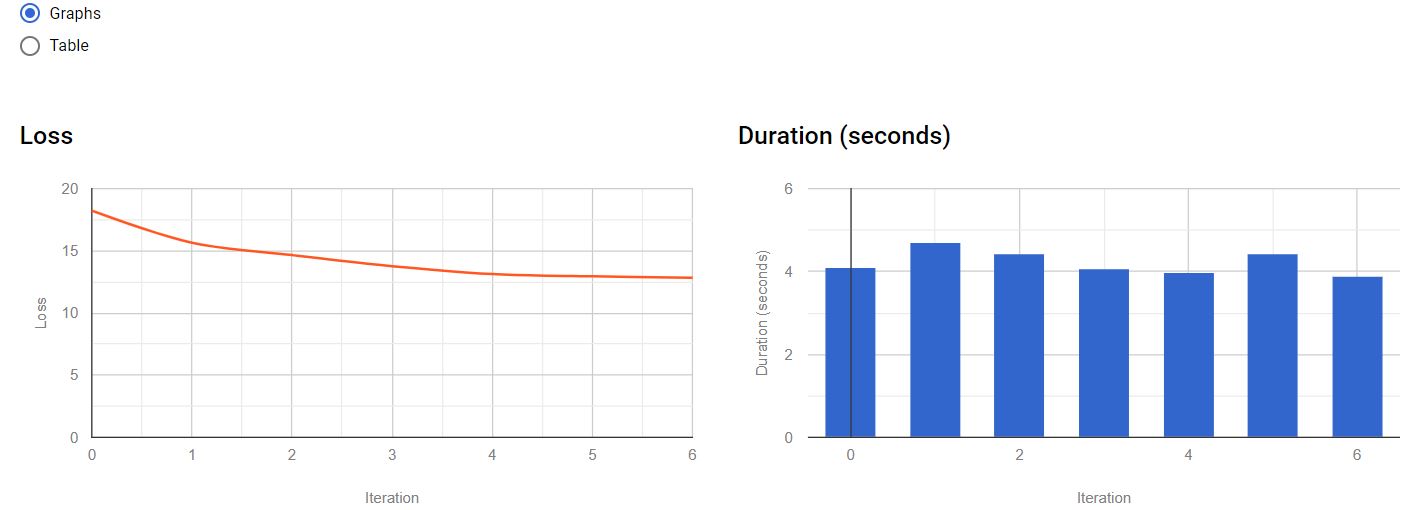 Graphs
Table
Loss
20
15
10
5
0
Loss
0 1 2 3 4 5 6
Iteration
Duration (seconds)
6
4
2
0
Duration (seconds)
0 2 4 6
Iteration